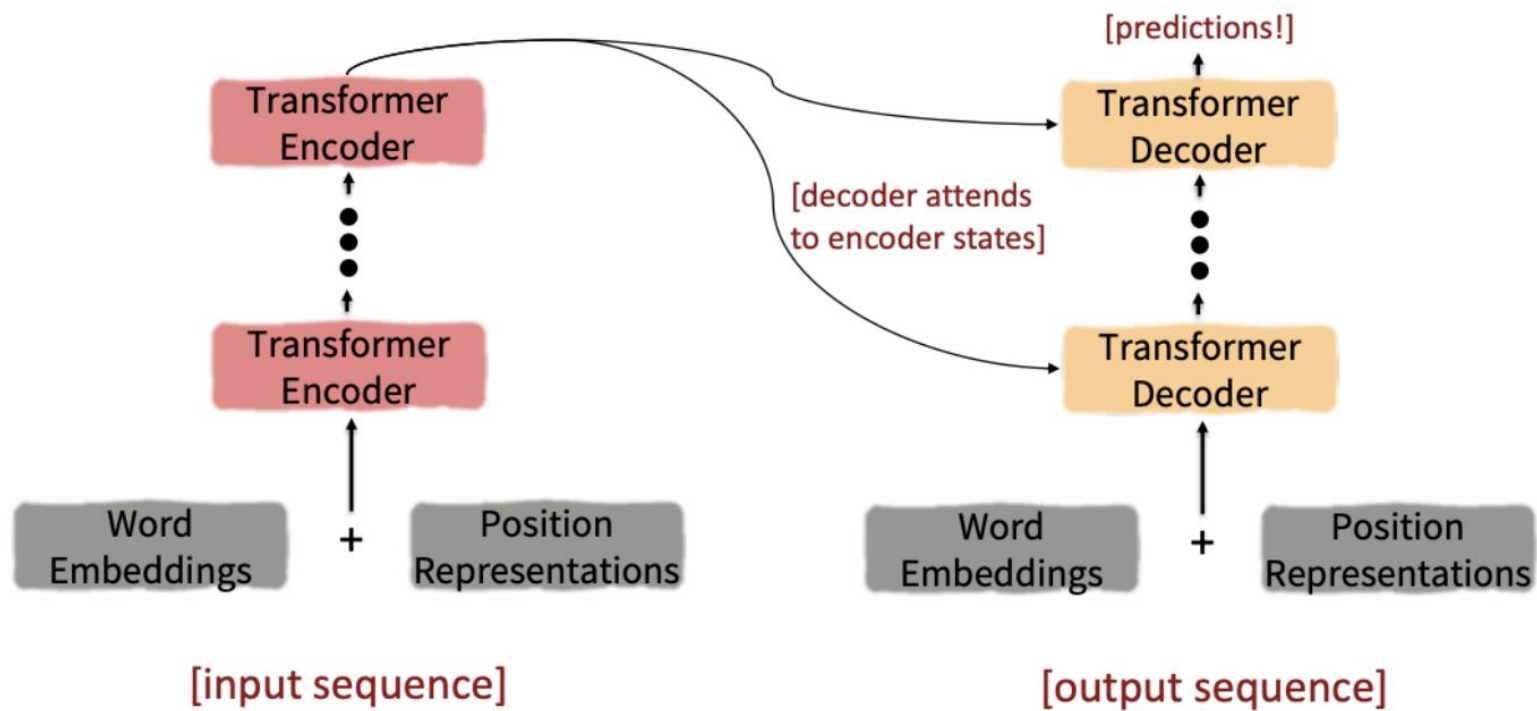 [predictions!]
Transformer
Encoder
Transformer
Decoder
[decoder attends
to encoder states]
Transformer
Encoder
Transformer
Decoder
Word
Embeddings
+
Position
Representations
Word
Embeddings
+
Position
Representations
[input sequence]
[output sequence]